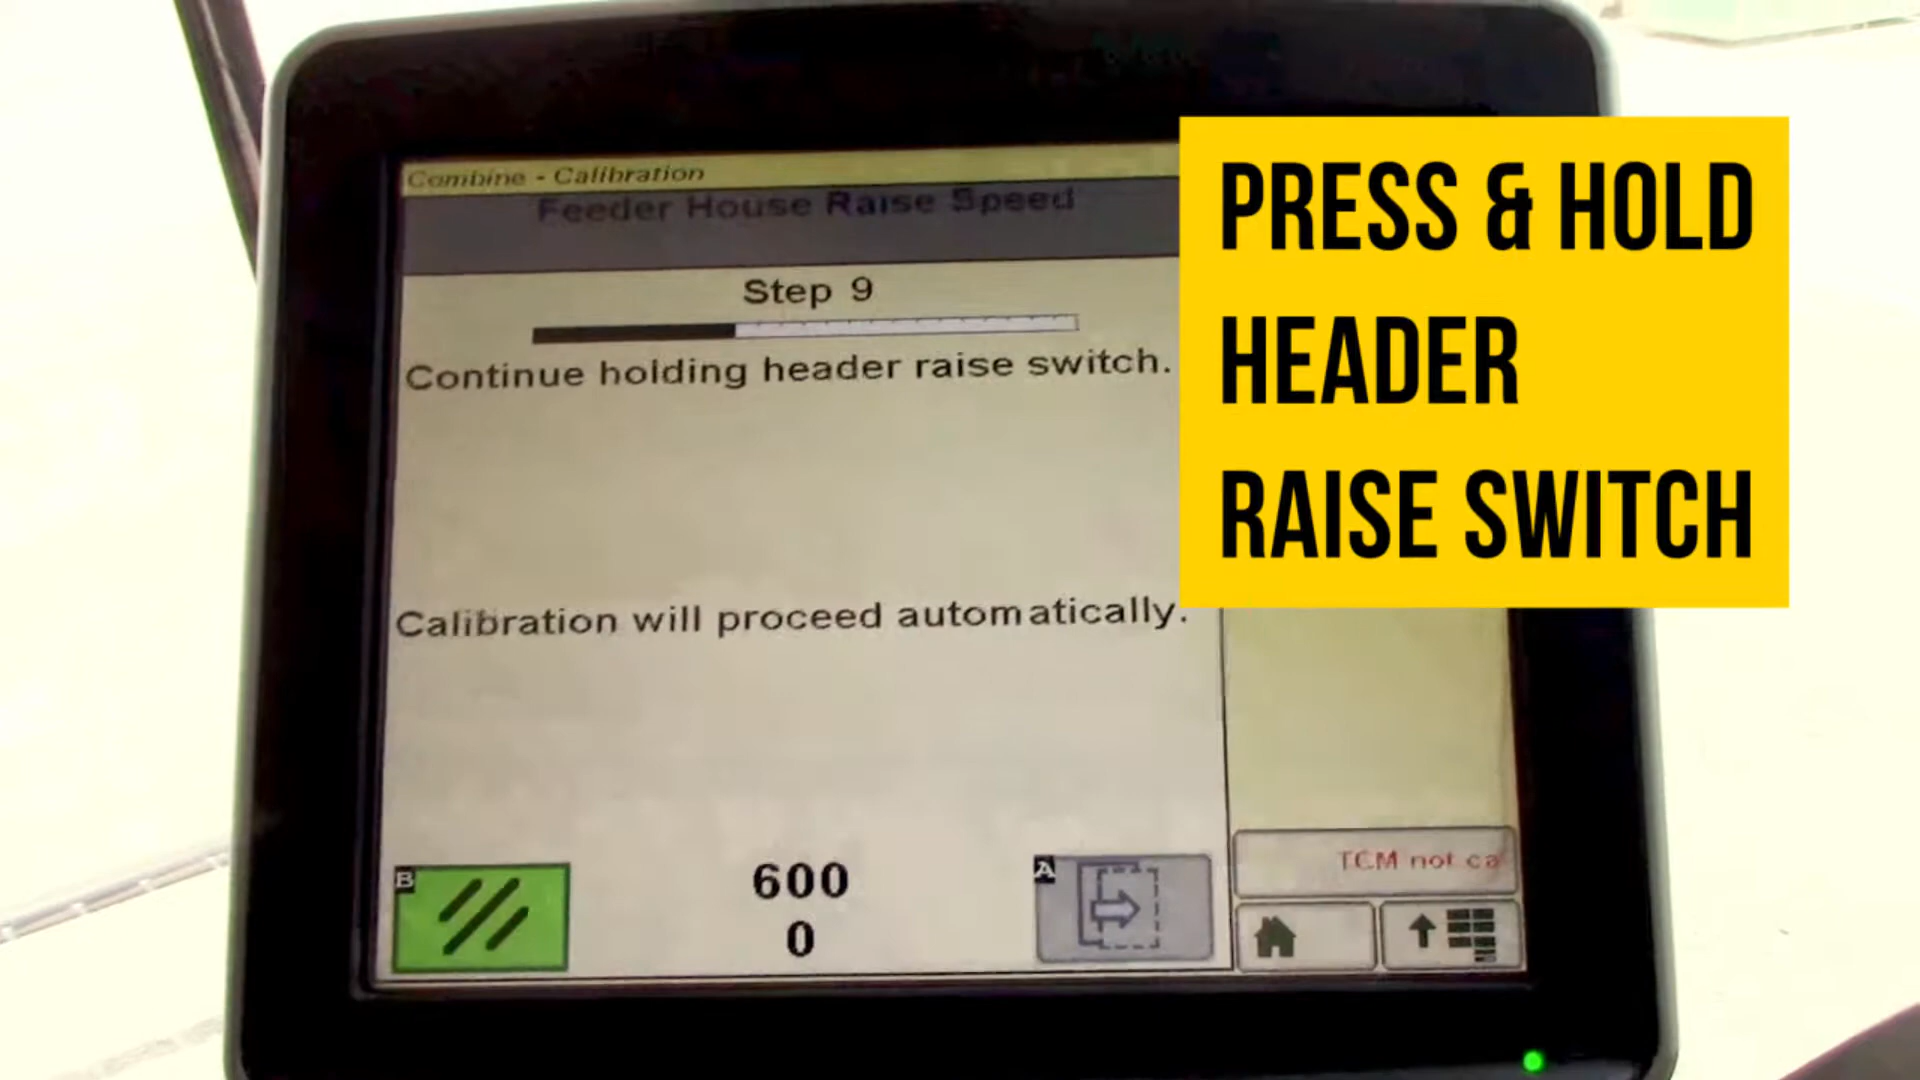 Combine - Calibration
Feeder House Raise Speed
Step 9
Continue holding header raise switch.
Calibration will proceed automatically.
B
600
0
A
TCM not ca
PRESS & HOLD
HEADER
RAISE SWITCH